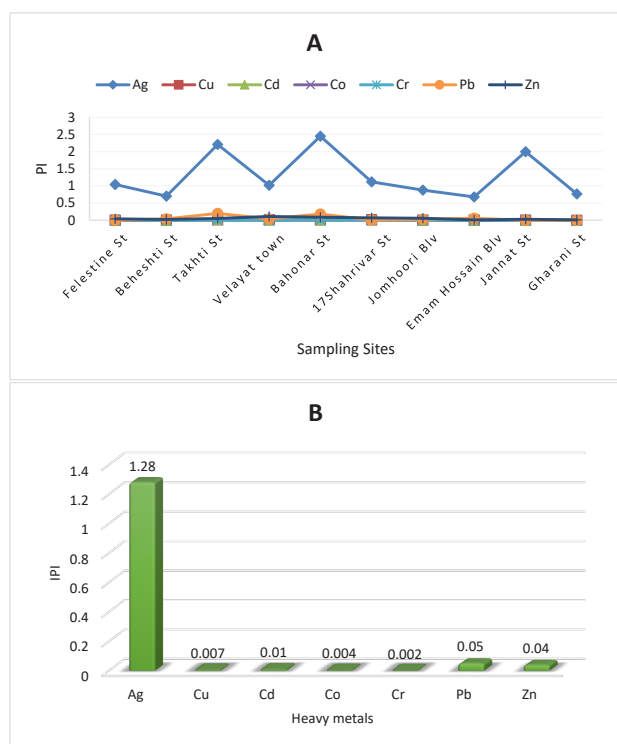 A
Ag Cu Cd Co Cr Pb Zn
3
2.5
2
1.5
1
0.5
0
PI
Felestine St
Beheshti St
Takhti St
Velayat town
Bahonar St
17Shahrivar St
Jomhoori Blv
Emam Hossain Blv
Jannat St
Gharani St
Sampling Sites
B
1.4
1.2
1
0.8
0.6
0.4
0.2
0
IPI
1.28
0.007
0.01
0.004
0.002
0.05
0.04
Ag Cu Cd Co Cr Pb Zn
Heavy metals